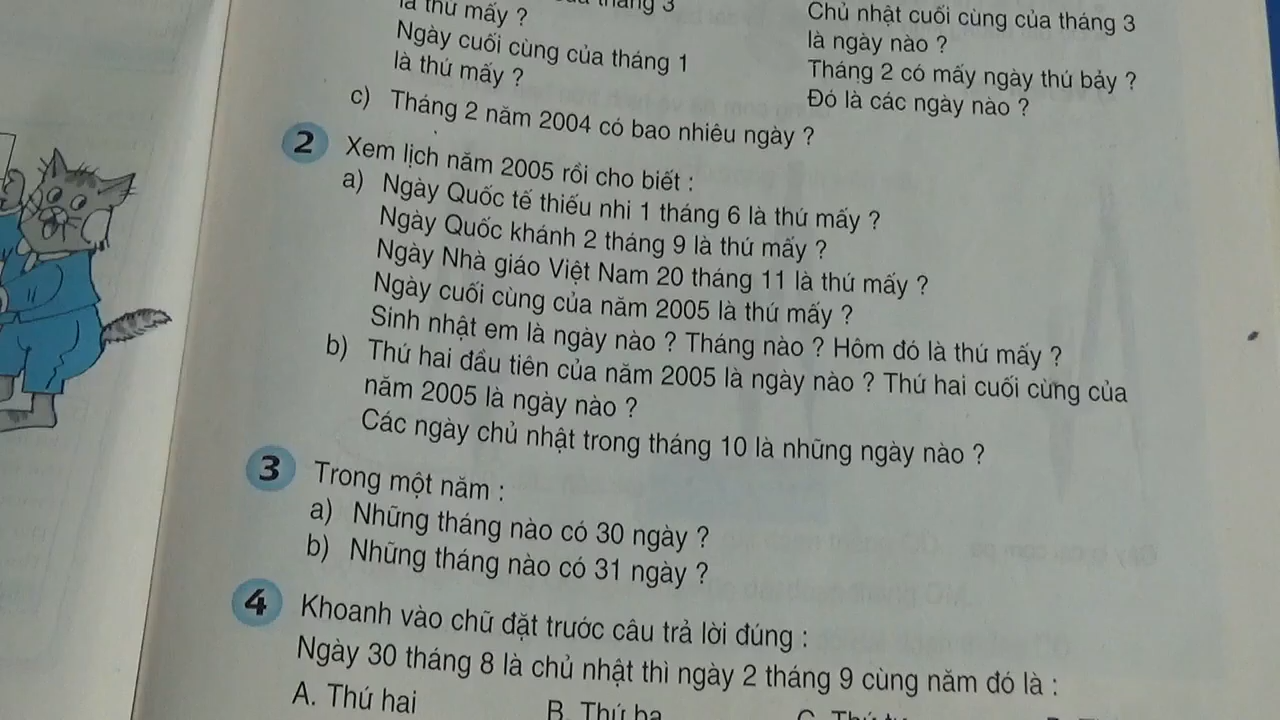 là thứ mấy ?
Ngày cuối cùng của tháng 1
là thứ mấy ?
Chủ nhật cuối cùng của tháng 3
là ngày nào ?
Tháng 2 có mấy ngày thứ bảy ?
Đó là các ngày nào ?
c) Tháng 2 năm 2004 có bao nhiêu ngày ?
2 Xem lịch năm 2005 rồi cho biết :
a) Ngày Quốc tế thiếu nhi 1 tháng 6 là thứ mấy ?
Ngày Quốc khánh 2 tháng 9 là thứ mấy ?
Ngày Nhà giáo Việt Nam 20 tháng 11 là thứ mấy ?
Ngày cuối cùng của năm 2005 là thứ mấy ?
Sinh nhật em là ngày nào ? Tháng nào ? Hôm đó là thứ mấy ?
b) Thứ hai đầu tiên của năm 2005 là ngày nào ? Thứ hai cuối cùng của
năm 2005 là ngày nào ?
Các ngày chủ nhật trong tháng 10 là những ngày nào ?
3 Trong một năm :
a) Những tháng nào có 30 ngày ?
b) Những tháng nào có 31 ngày ?
4 Khoanh vào chữ đặt trước câu trả lời đúng :
Ngày 30 tháng 8 là chủ nhật thì ngày 2 tháng 9 cùng năm đó là :
A. Thứ hai
B. Thứ ba